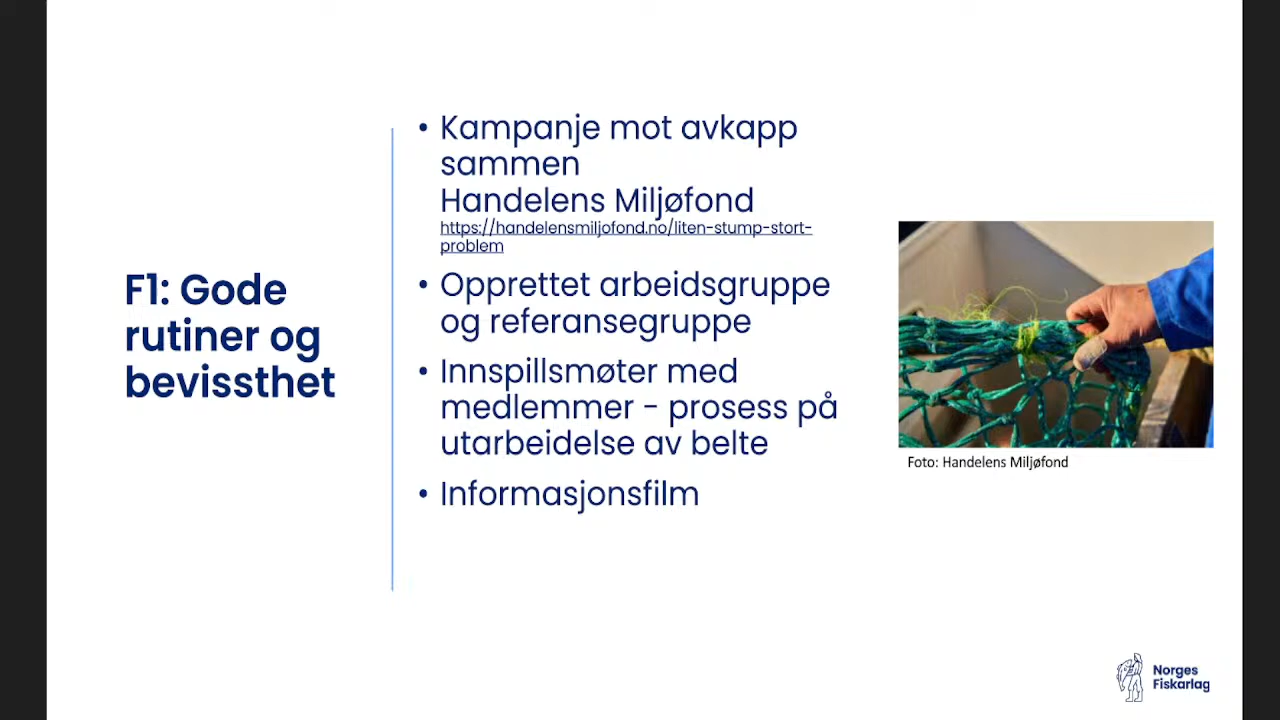 F1: Gode
rutiner og
bevissthet
• Kampanje mot avkapp
sammen
Handelens Miljøfond
https://handelensmiljofond.no/liten-stump-stort-
problem
• Opprettet arbeidsgruppe
og referansegruppe
• Innspillsmøter med
medlemmer - prosess på
utarbeidelse av belte
• Informasjonsfilm
Foto: Handelens Miljøfond
Norges
Fiskarlag